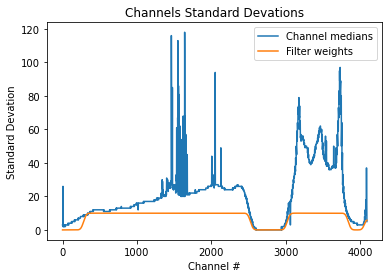 Channels Standard Devations
Channel medians
Filter weights
Standard Devation
120
100
80
60
40
20
0
0 1000 2000 3000 4000
Channel #